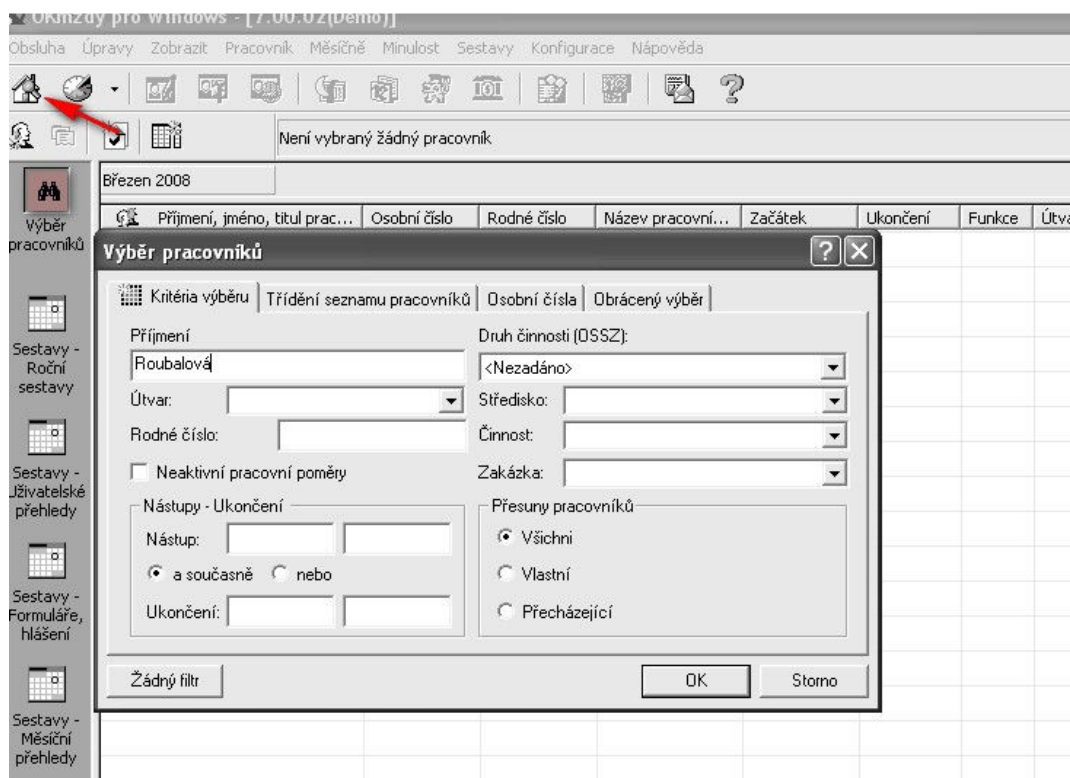 OKmzdy pro Windows - [7.00.02(Demo)]
Obsluha Úpravy Zobrazit Pracovník Měsíčně Minulost Sestavy Konfigurace Nápověda
Není vybraný žádný pracovník
Březen 2008
Příjmení, jméno, titul prac... Osobní číslo Rodné číslo Název pracovní... Začátek Ukončení Funkce Útva
Výběr
pracovníků
Sestavy -
Roční
sestavy
Sestavy -
Uživatelské
přehledy
Sestavy -
Formuláře,
hlášení
Sestavy -
Měsíční
přehledy
Výběr pracovníků
Kritéria výběru Třídění seznamu pracovníků Osobní čísla Obrácený výběr
Příjmení
Roubalová
Útvar:
Rodné číslo:
Neaktivní pracovní poměry
Nástupy - Ukončení
Nástup:
a současně nebo
Ukončení:
Druh činnosti (OSSZ):
<Nezadáno>
Středisko:
Činnost:
Zakázka:
Přesuny pracovníků
Všichni
Vlastní
Přecházející
Žádný filtr OK Storno